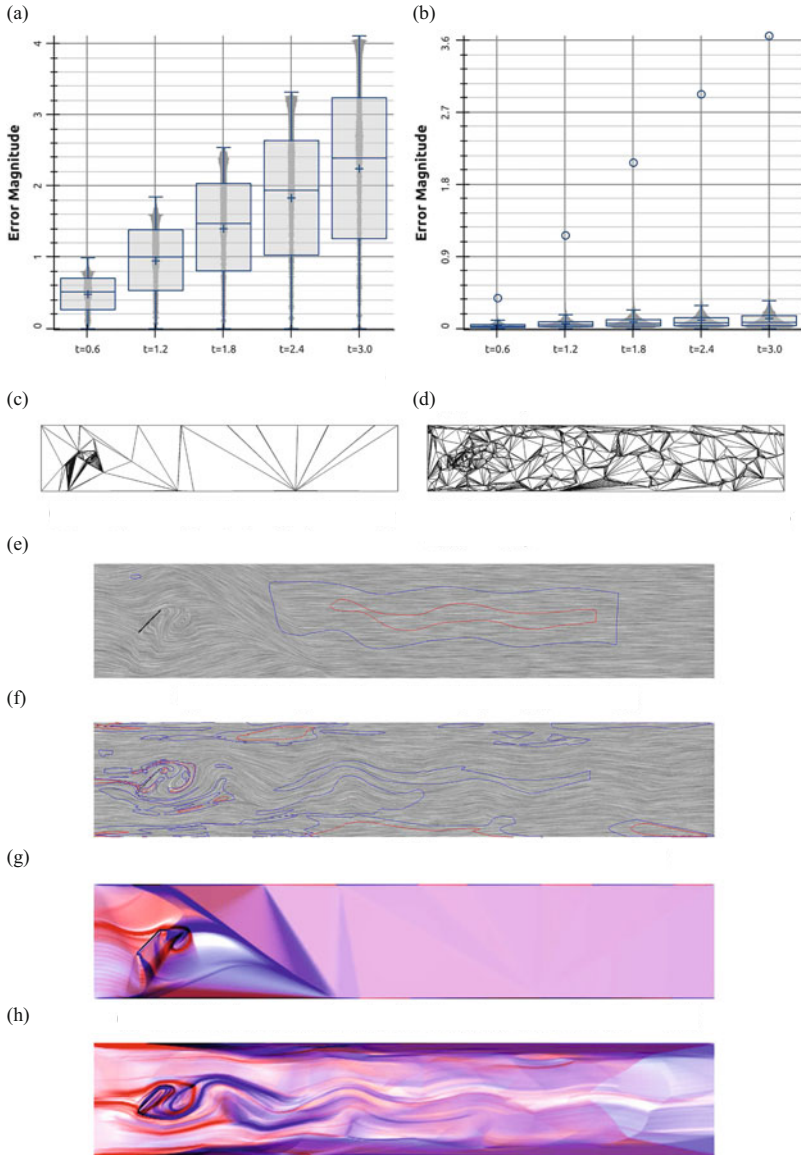 (a)
(b)
Error Magnitude
4
3
2
1
0
t=0.6
t=1.2
t=1.8
t=2.4
t=3.0
Error Magnitude
3.6
2.7
1.8
0.9
0
t=0.6
t=1.2
t=1.8
t=2.4
t=3.0
(c)
(d)
(e)
(f)
(g)
(h)